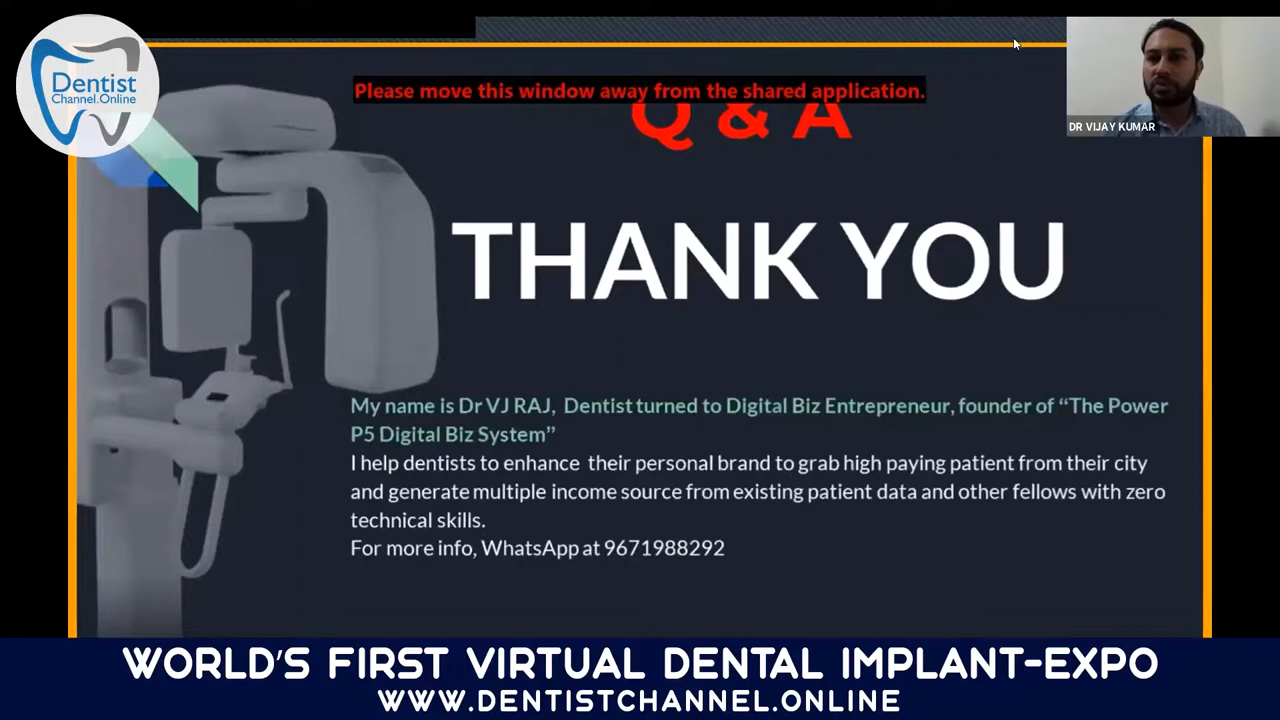 Dentist
Channel.Online
Please move this window away from the shared application.
Q & A
DR VIJAY KUMAR
THANK YOU
My name is Dr VJ RAJ, Dentist turned to Digital Biz Entrepreneur, founder of “The Power
P5 Digital Biz System”
I help dentists to enhance their personal brand to grab high paying patient from their city
and generate multiple income source from existing patient data and other fellows with zero
technical skills.
For more info, WhatsApp at 9671988292
WORLD'S FIRST VIRTUAL DENTAL IMPLANT-EXPO
WWW.DENTISTCHANNEL.ONLINE